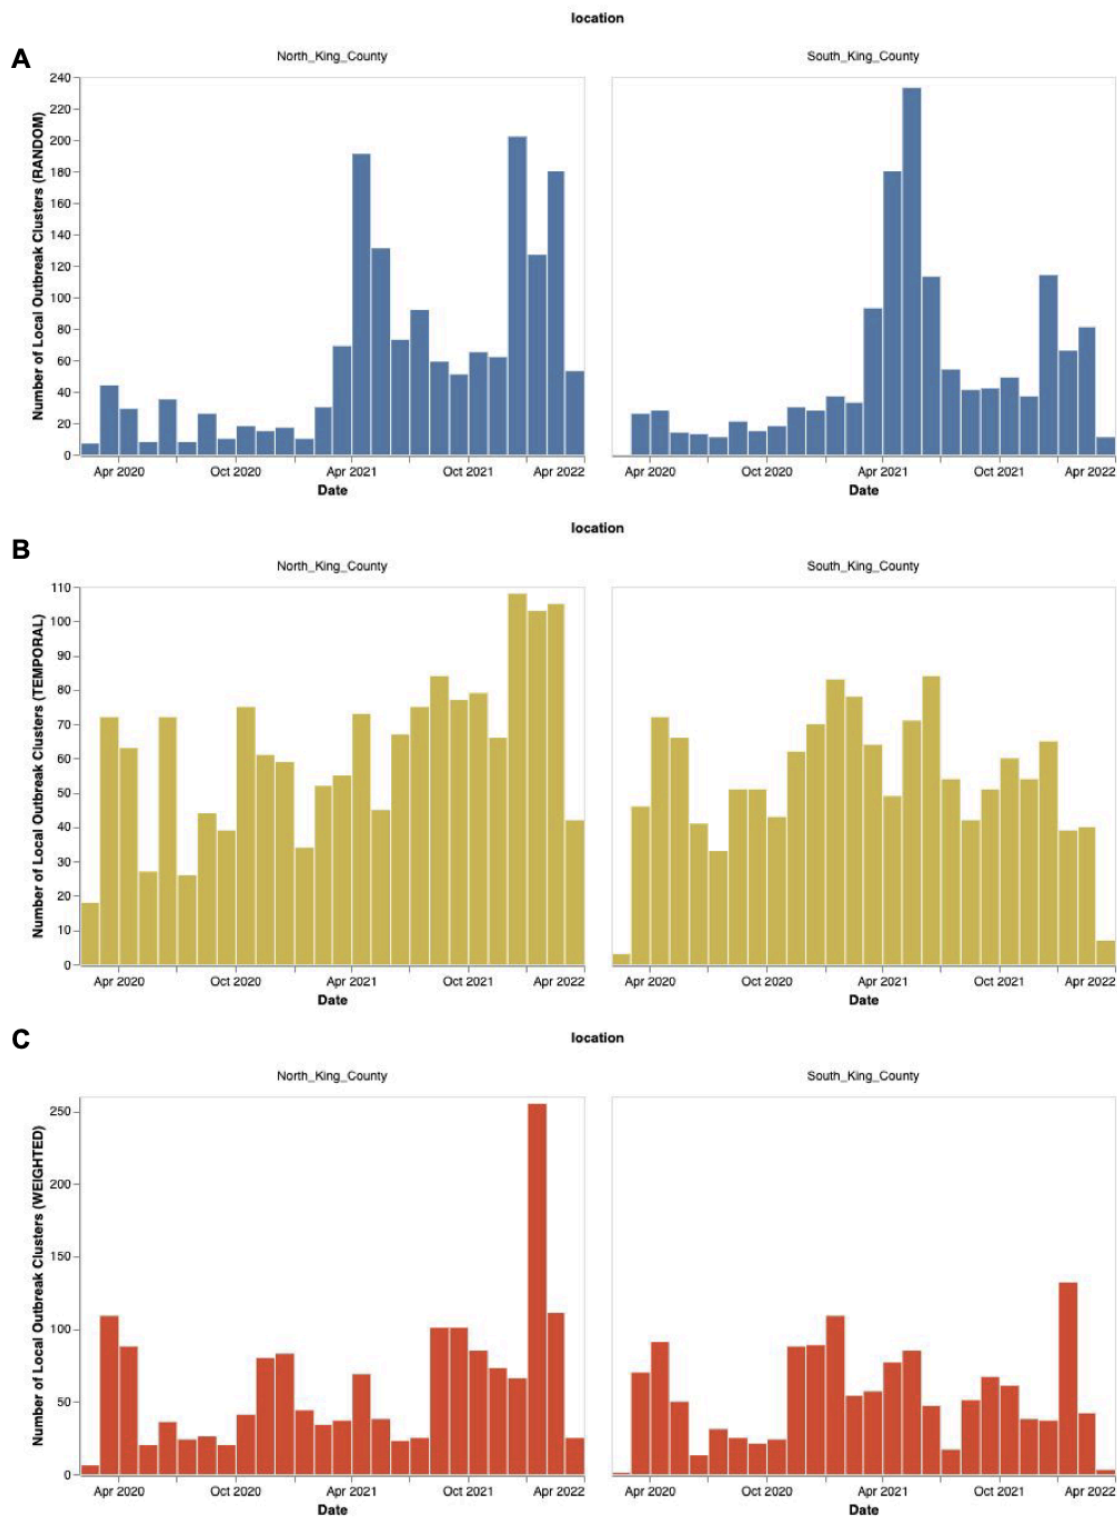 location
A
North_King_County South_King_County
Number of Local Outbreak Clusters (RANDOM)
240
220
200
180
160
140
120
100
80
60
40
20
0
Apr 2020 Oct 2020 Apr 2021 Oct 2021 Apr 2022 Apr 2020 Oct 2020 Apr 2021 Oct 2021 Apr 2022
Date Date
location
B
North_King_County South_King_County
Number of Local Outbreak Clusters (TEMPORAL)
110
100
90
80
70
60
50
40
30
20
10
0
Apr 2020 Oct 2020 Apr 2021 Oct 2021 Apr 2022 Apr 2020 Oct 2020 Apr 2021 Oct 2021 Apr 2022
Date Date
location
C
North_King_County South_King_County
Number of Local Outbreak Clusters (WEIGHTED)
250
200
150
100
50
0
Apr 2020 Oct 2020 Apr 2021 Oct 2021 Apr 2022 Apr 2020 Oct 2020 Apr 2021 Oct 2021 Apr 2022
Date Date